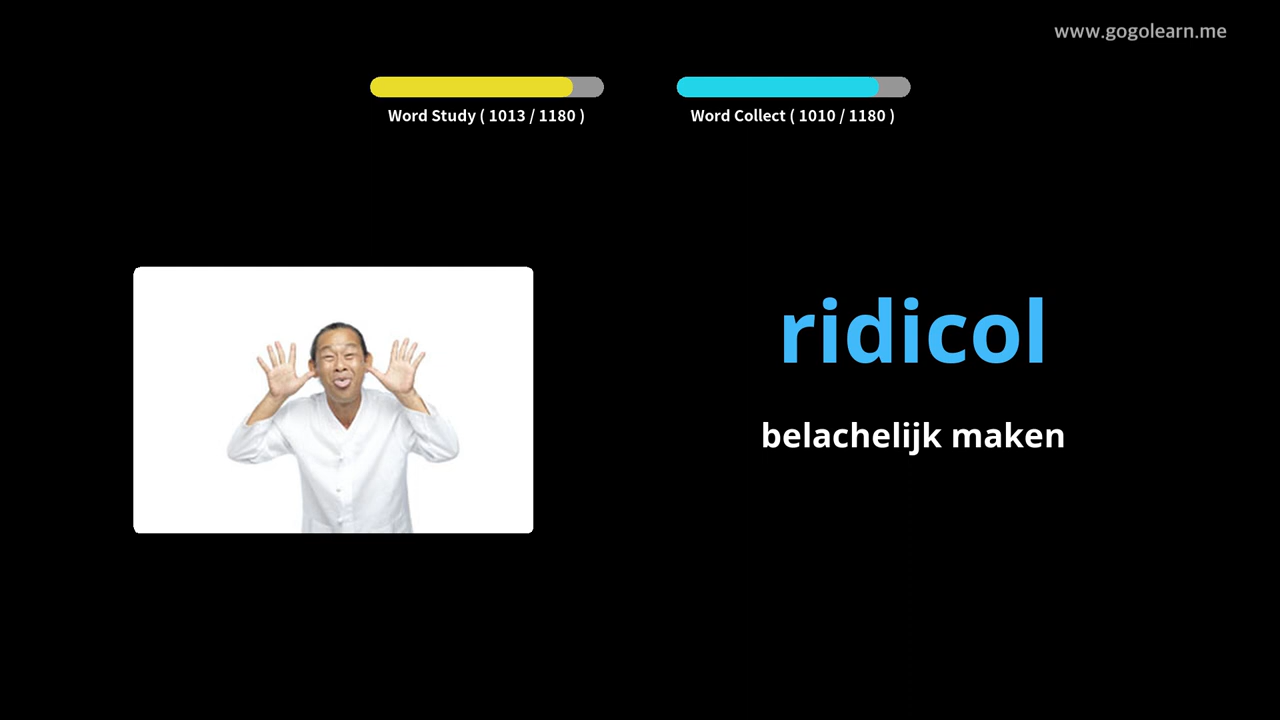 www.gogolearn.me
Word Study ( 1013 / 1180 )
Word Collect ( 1010 / 1180 )
ridicol
belachelijk maken